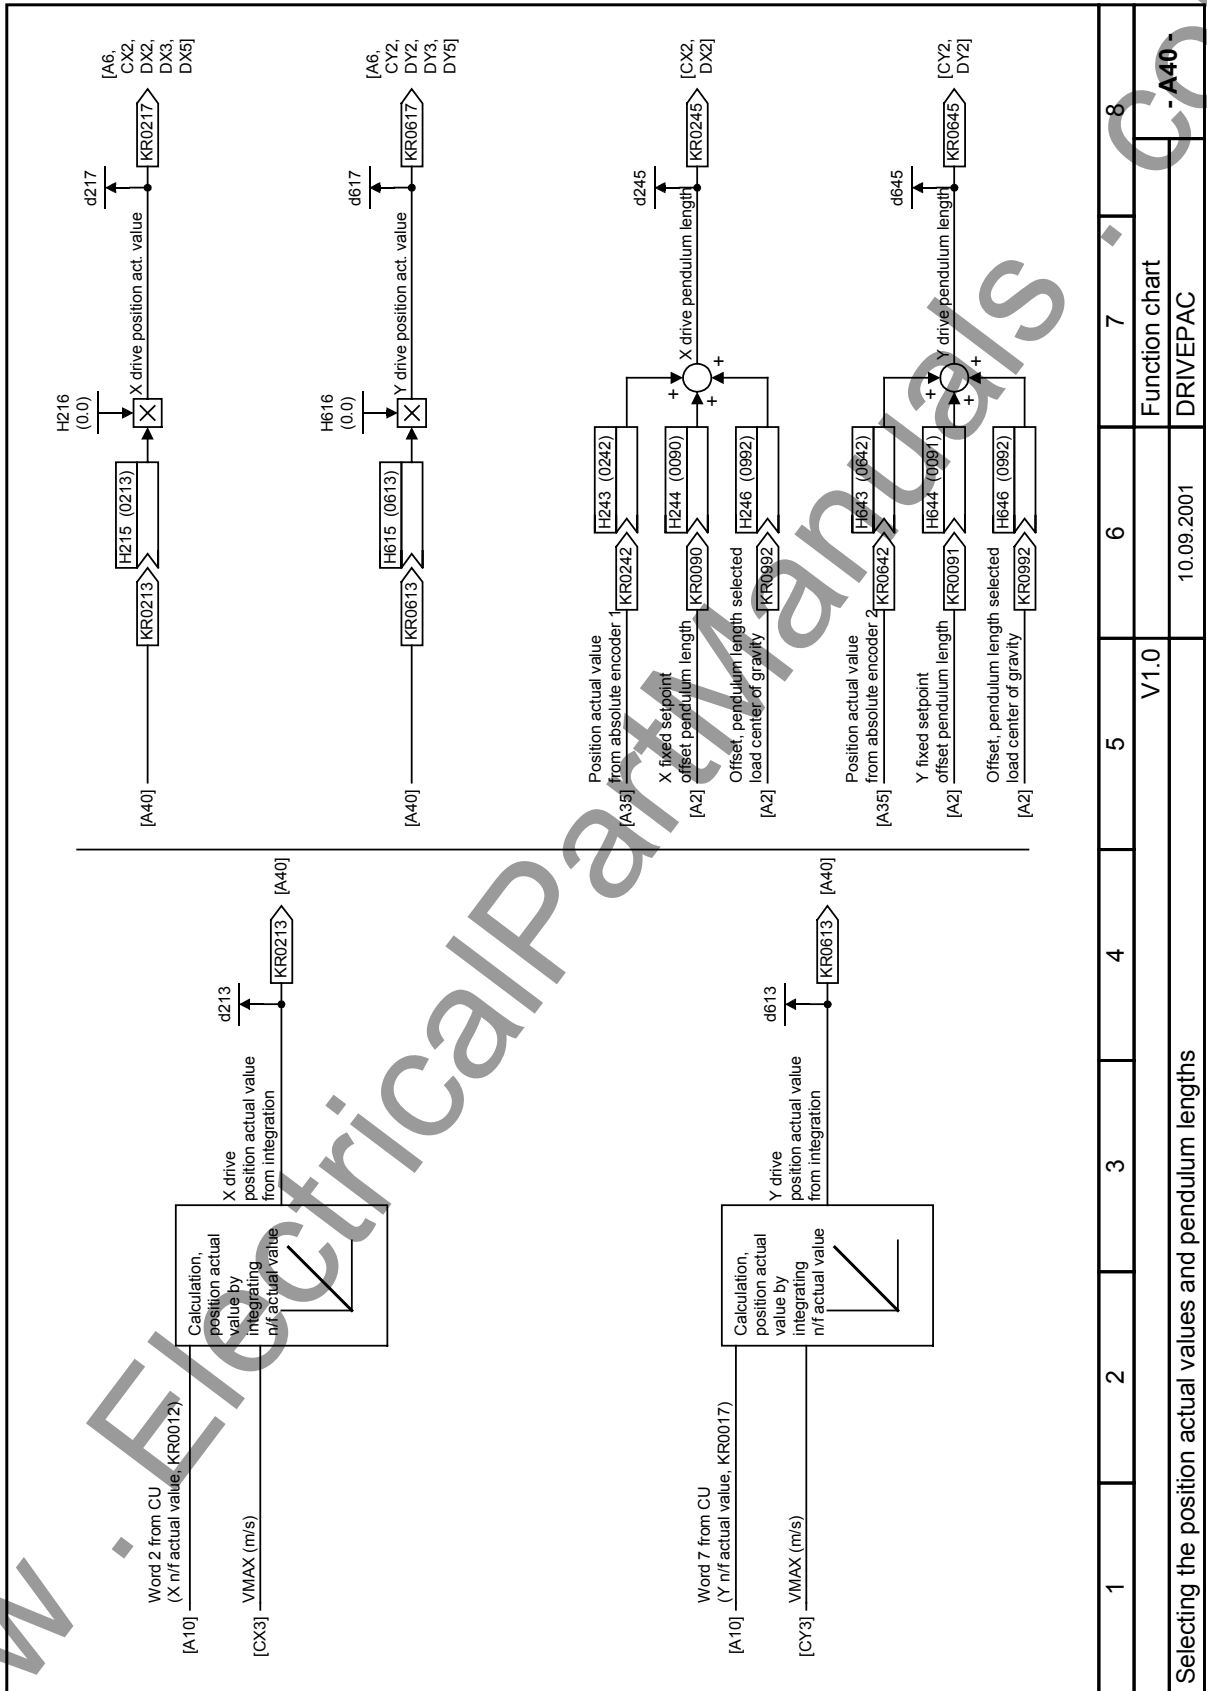 Word 2 from CU
(X n/f actual value, KR0012)
[A10]
VMAX (m/s)
[CX3]
Calculation,
position actual
value by
integrating
n/f actual value
X drive
position actual value
from integration
d213
KR0213
[A40]
Word 7 from CU
(Y n/f actual value, KR0017)
[A10]
VMAX (m/s)
[CY3]
Calculation,
position actual
value by
integrating
n/f actual value
Y drive
position actual value
from integration
d613
KR0613
[A40]
[A40]
KR0213
H215 (0213)
H216
(0.0)
X
X drive position act. value
d217
KR0217
[A6,
CX2,
DX2,
DX3,
DX5]
[A40]
KR0613
H615 (0613)
H616
(0.0)
X
Y drive position act. value
d617
KR0617
[A6,
CY2,
DY2,
DY3,
DY5]
Position actual value
from absolute encoder 1
[A35]
KR0242
H243 (0242)
X fixed setpoint
offset pendulum length
[A2]
KR0090
H244 (0090)
Offset, pendulum length selected
load center of gravity
[A2]
KR0992
H246 (0992)
+
+
+
X drive pendulum length
d245
KR0245
[CX2,
DX2]
Position actual value
from absolute encoder 2
[A35]
KR0642
H643 (0642)
Y fixed setpoint
offset pendulum length
[A2]
KR0091
H644 (0091)
Offset, pendulum length selected
load center of gravity
[A2]
KR0992
H646 (0992)
+
+
+
Y drive pendulum length
d645
KR0645
[CY2,
DY2]
1 2 3 4 5 6 7 8
V1.0
Function chart
- A40 -
Selecting the position actual values and pendulum lengths
10.09.2001
DRIVEPAC
w . ElectricalPartManuals . co